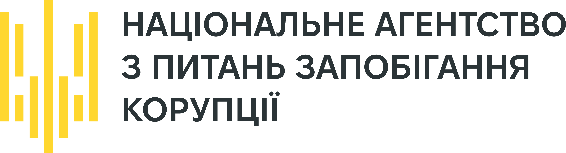 НАЦІОНАЛЬНЕ АГЕНТСТВО
З ПИТАНЬ ЗАПОБІГАННЯ
КОРУПЦІЇ